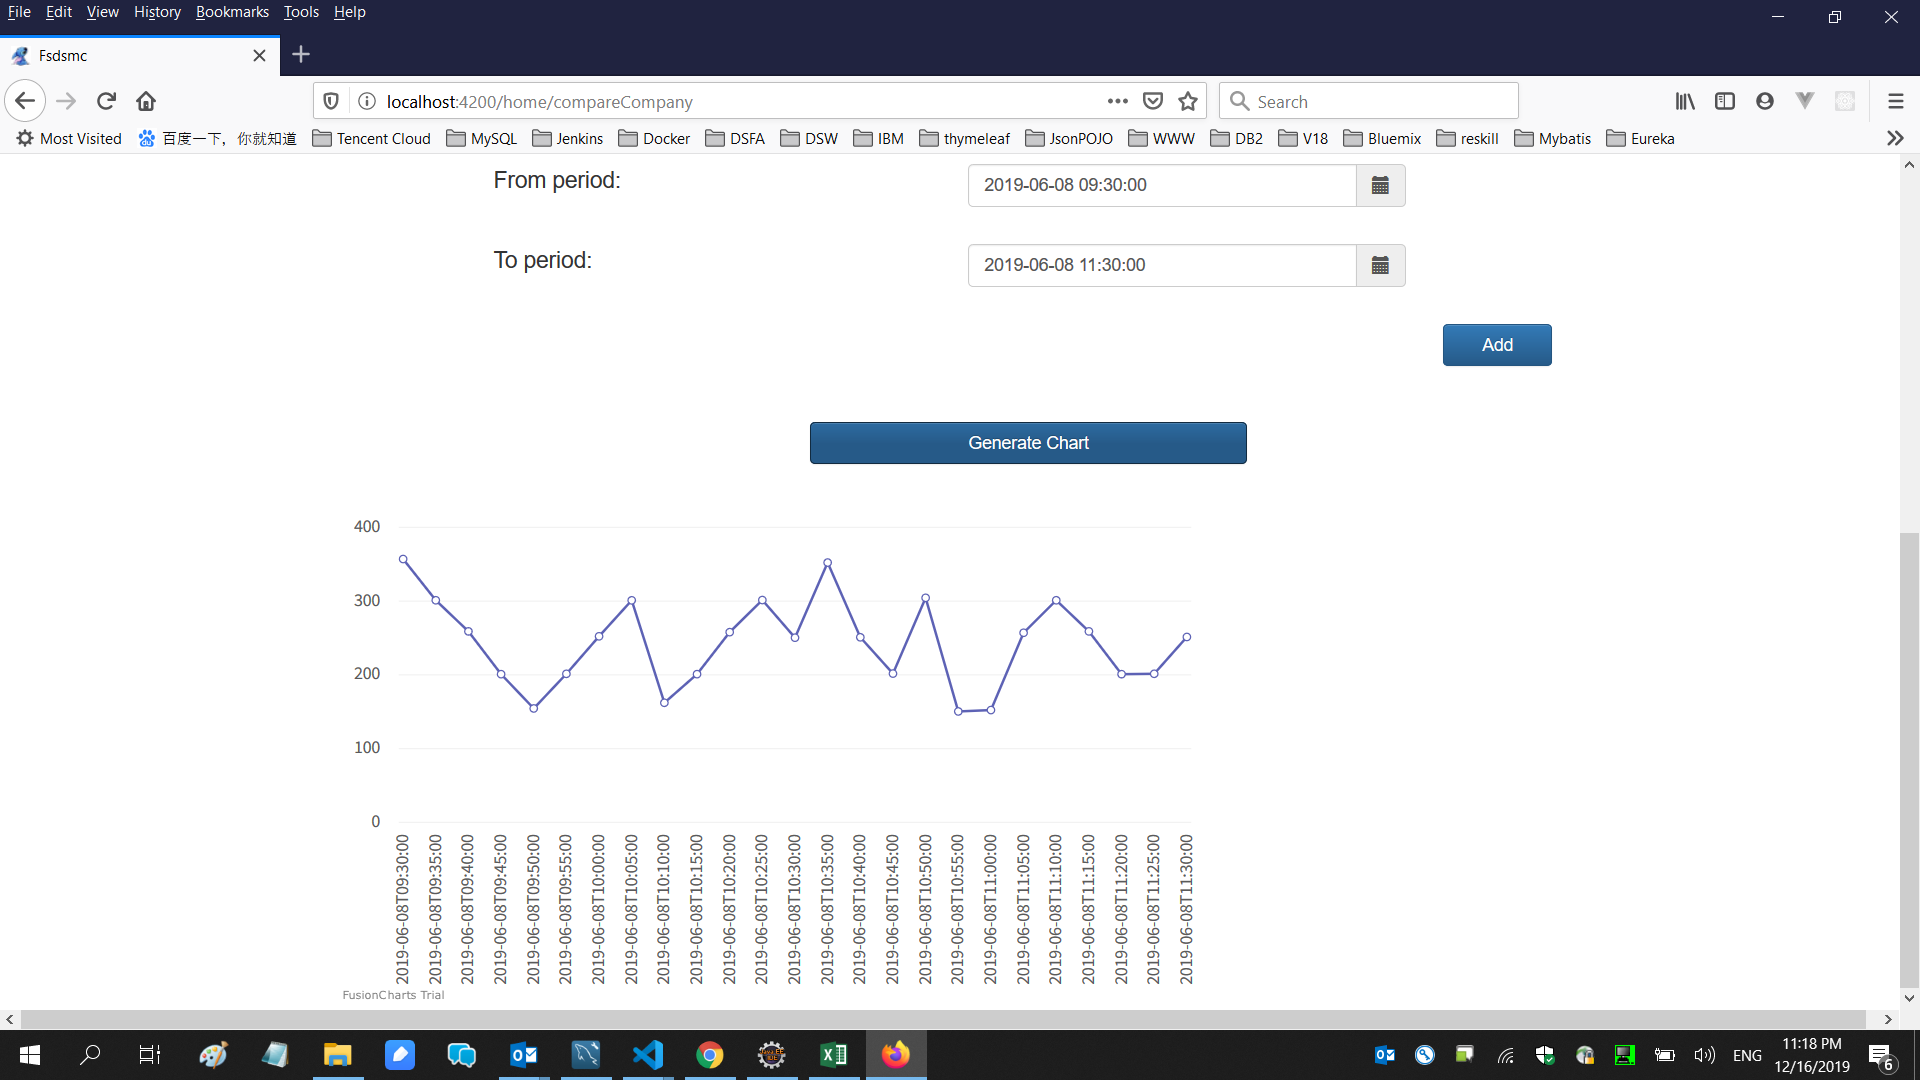 File Edit View History Bookmarks Tools Help
Fsdsmc
localhost:4200/home/compareCompany
Search
Most Visited 百度一下，你就知道 Tencent Cloud MySQL Jenkins Docker DSFA DSW IBM thymeleaf JsonPOJO WWW DB2 V18 Bluemix reskill Mybatis Eureka
From period:
2019-06-08 09:30:00
To period:
2019-06-08 11:30:00
Add
Generate Chart
400
300
200
100
0
2019-06-08T09:30:00
2019-06-08T09:35:00
2019-06-08T09:40:00
2019-06-08T09:45:00
2019-06-08T09:50:00
2019-06-08T09:55:00
2019-06-08T10:00:00
2019-06-08T10:05:00
2019-06-08T10:10:00
2019-06-08T10:15:00
2019-06-08T10:20:00
2019-06-08T10:25:00
2019-06-08T10:30:00
2019-06-08T10:35:00
2019-06-08T10:40:00
2019-06-08T10:45:00
2019-06-08T10:50:00
2019-06-08T10:55:00
2019-06-08T11:00:00
2019-06-08T11:05:00
2019-06-08T11:10:00
2019-06-08T11:15:00
2019-06-08T11:20:00
2019-06-08T11:25:00
2019-06-08T11:30:00
FusionCharts Trial
ENG
11:18 PM
12/16/2019
6